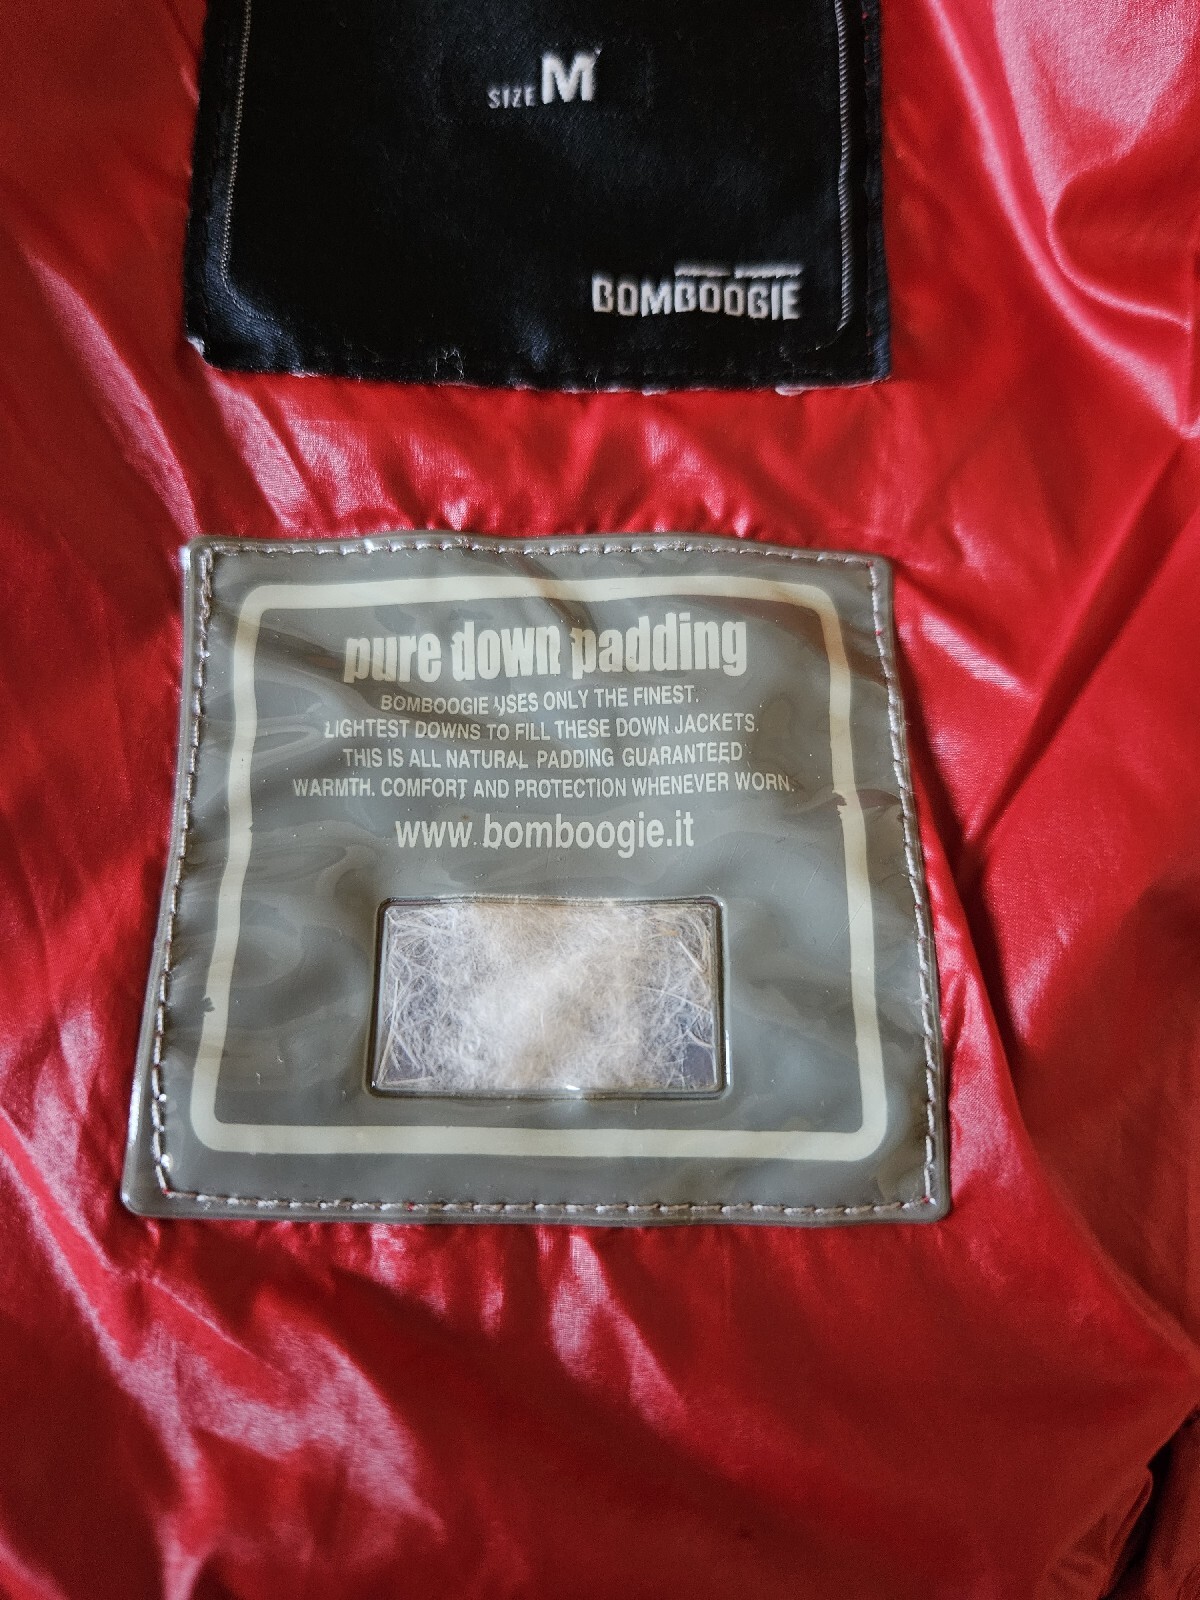 SIZE M
BOMBOOGIE
pure down padding
BOMBOOGIE USES ONLY THE FINEST.
LIGHTEST DOWNS TO FILL THESE DOWN JACKETS.
THIS IS ALL NATURAL PADDING GUARANTEED
WARMTH. COMFORT AND PROTECTION WHENEVER WORN.
www.bomboogie.it